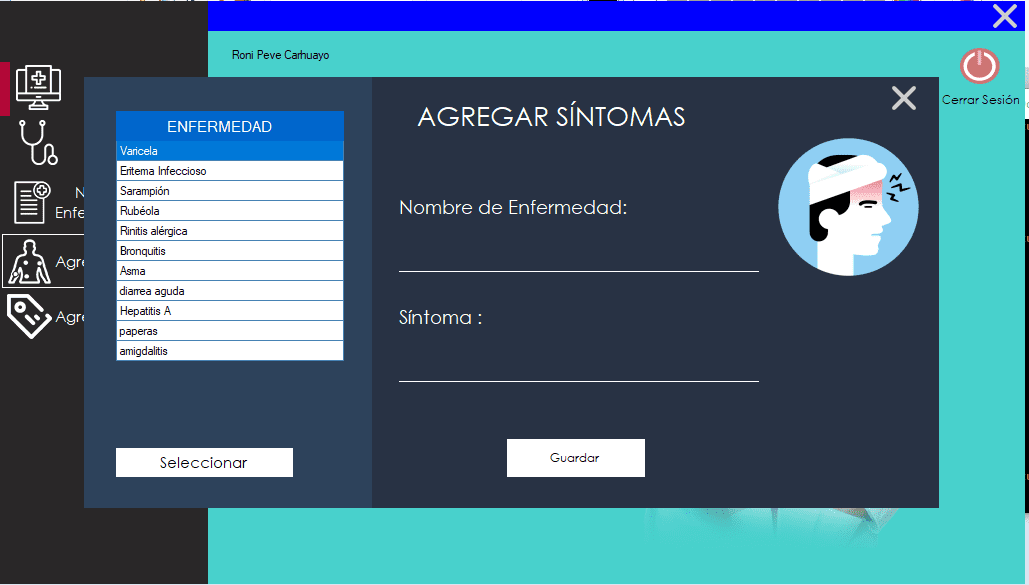 Roni Peve Carhuayo
Cerrar Sesión
N
Enfe
Agre
Agre
ENFERMEDAD
Varicela
Eritema Infeccioso
Sarampión
Rubéola
Rinitis alérgica
Bronquitis
Asma
diarrea aguda
Hepatitis A
paperas
amigdalitis
Seleccionar
AGREGAR SÍNTOMAS
Nombre de Enfermedad:
Síntoma :
Guardar